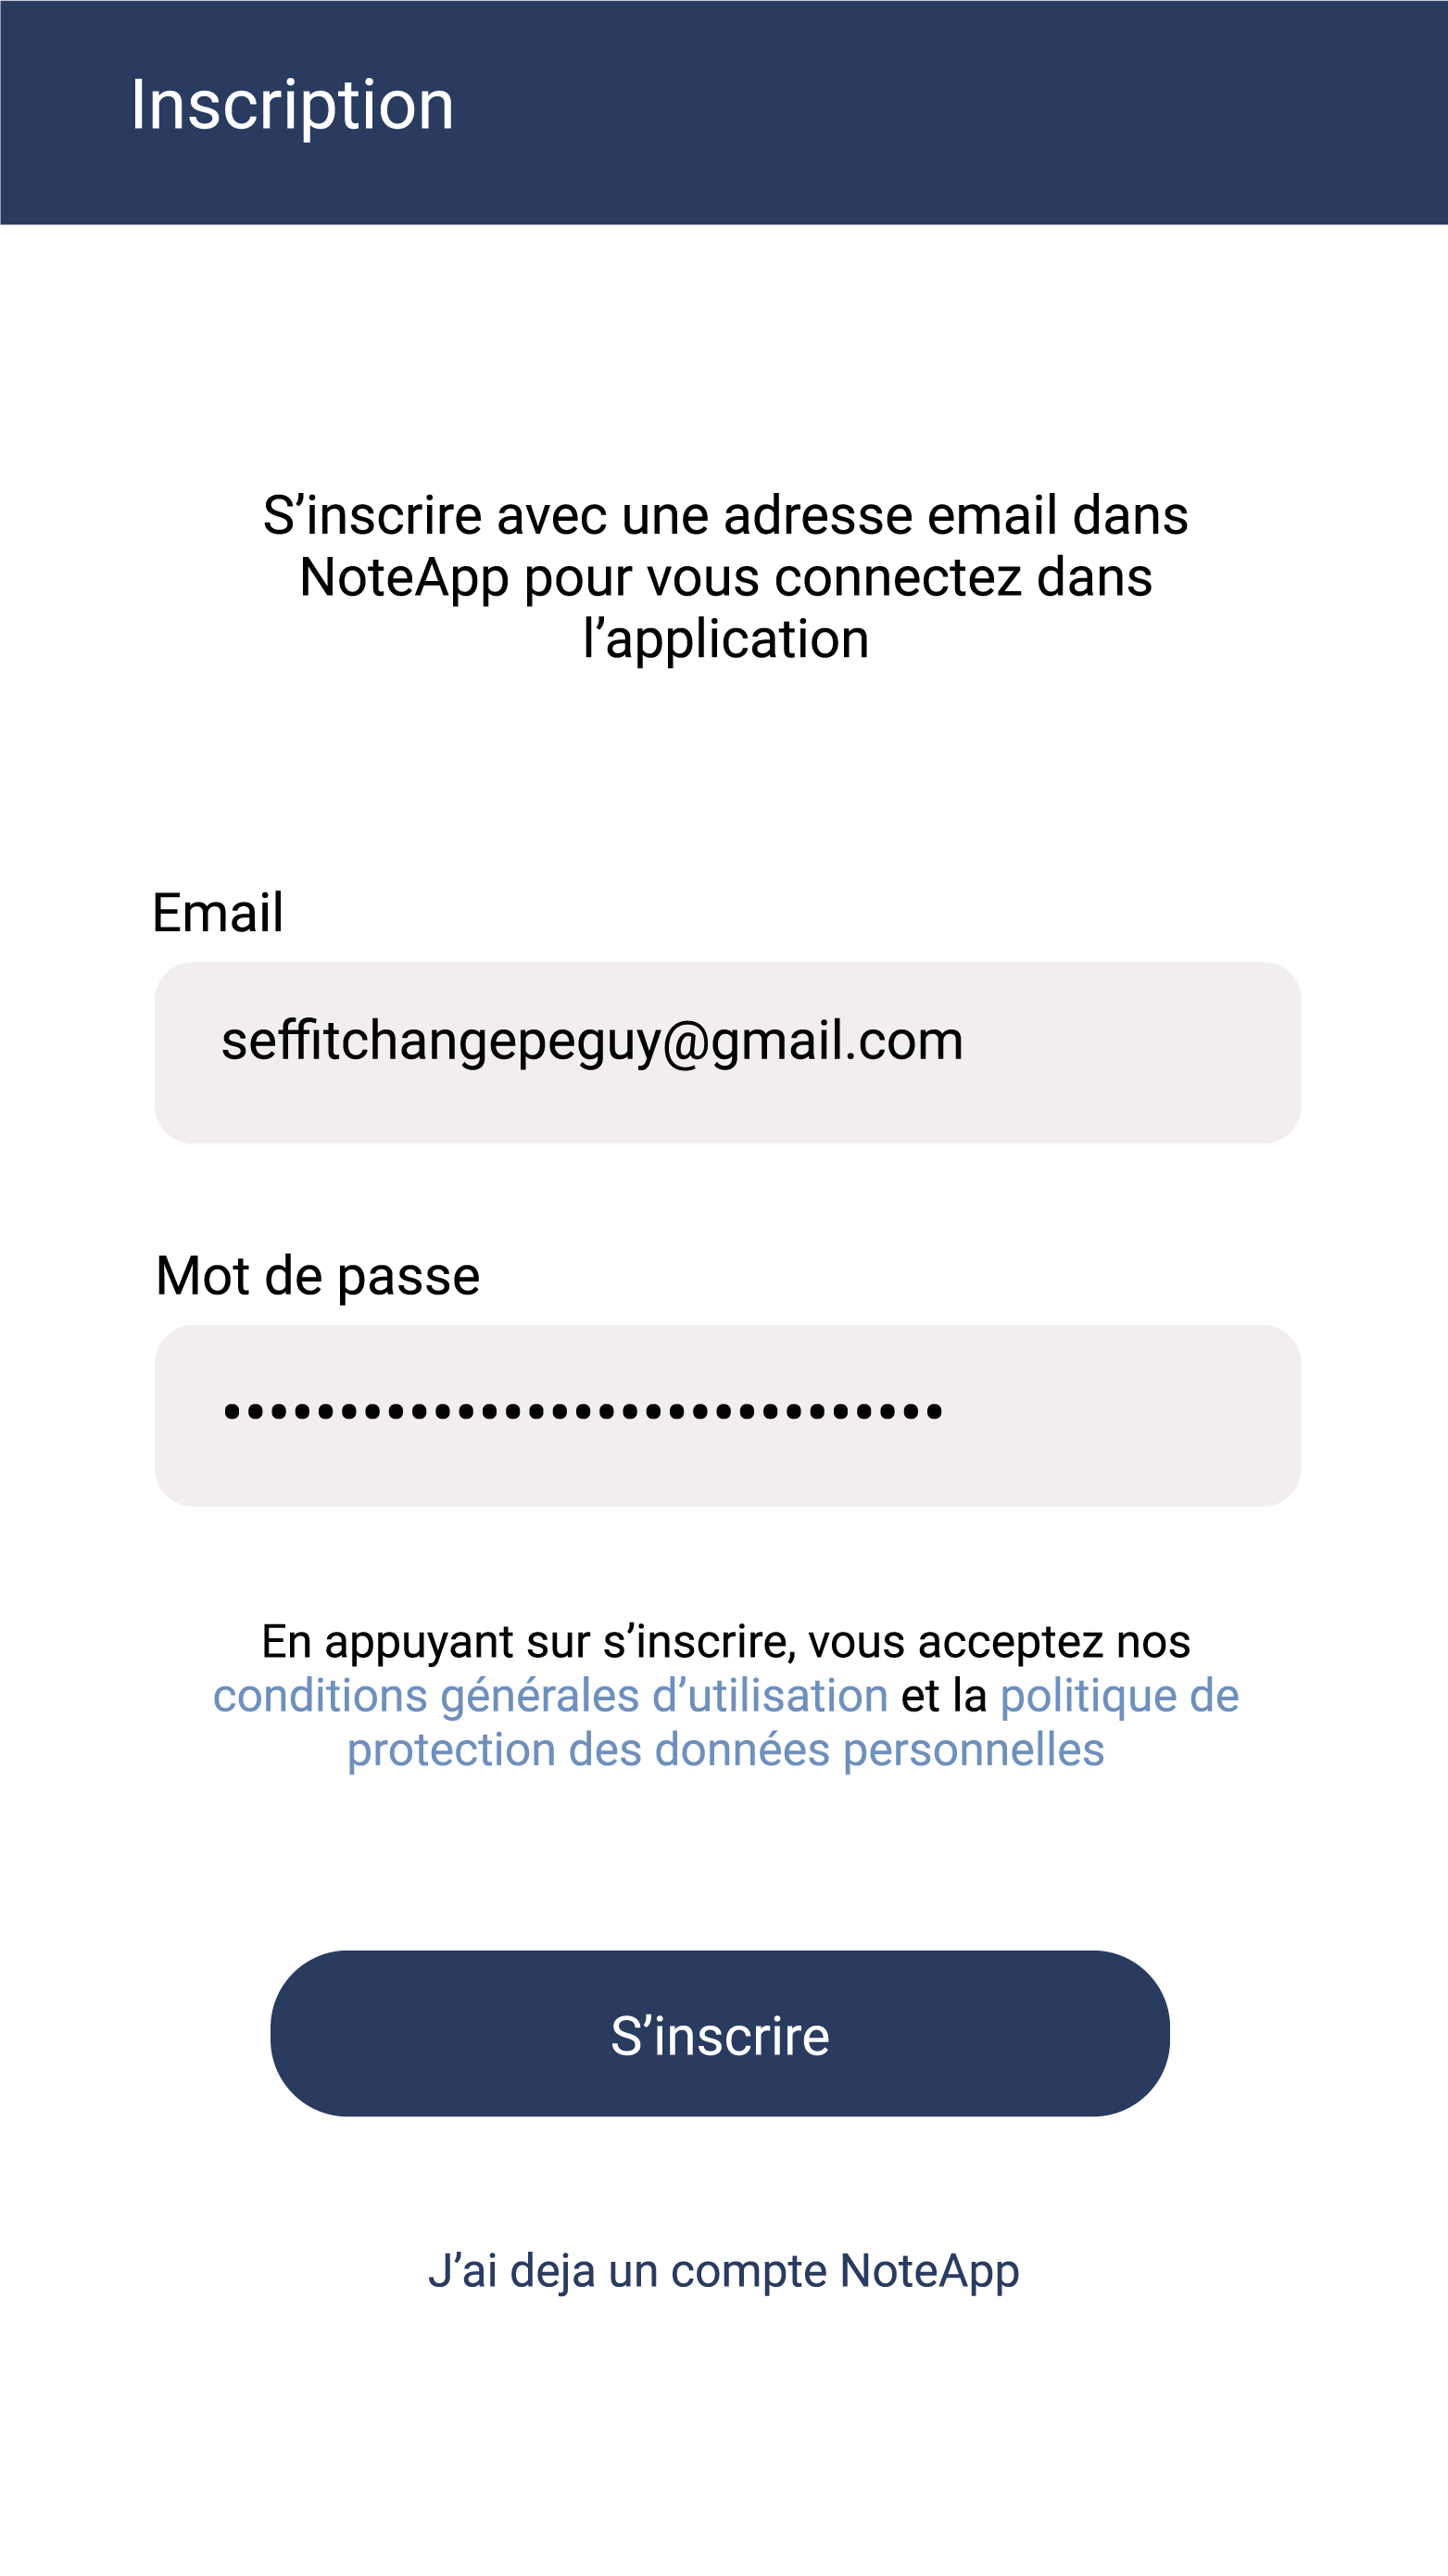 Inscription
S’inscrire avec une adresse email dans
NoteApp pour vous connectez dans
l’application
Email
seffitchangepeguy@gmail.com
Mot de passe
•••••••••••••••••••••••••••••••
En appuyant sur s’inscrire, vous acceptez nos
conditions générales d’utilisation et la politique de
protection des données personnelles
S’inscrire
J’ai deja un compte NoteApp